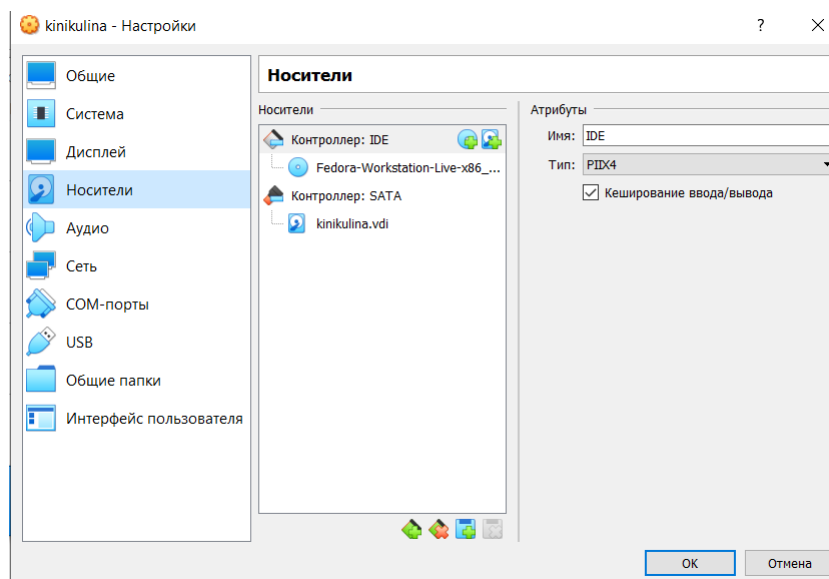 kinikulina - Настройки
?
Общие
Система
Дисплей
Носители
Аудио
Сеть
COM-порты
USB
Общие папки
Интерфейс пользователя
Носители
Носители
Контроллер: IDE
Fedora-Workstation-Live-x86_...
Контроллер: SATA
kinikulina.vdi
Атрибуты
Имя: IDE
Тип: PIIX4
Кеширование ввода/вывода
OK
Отмена